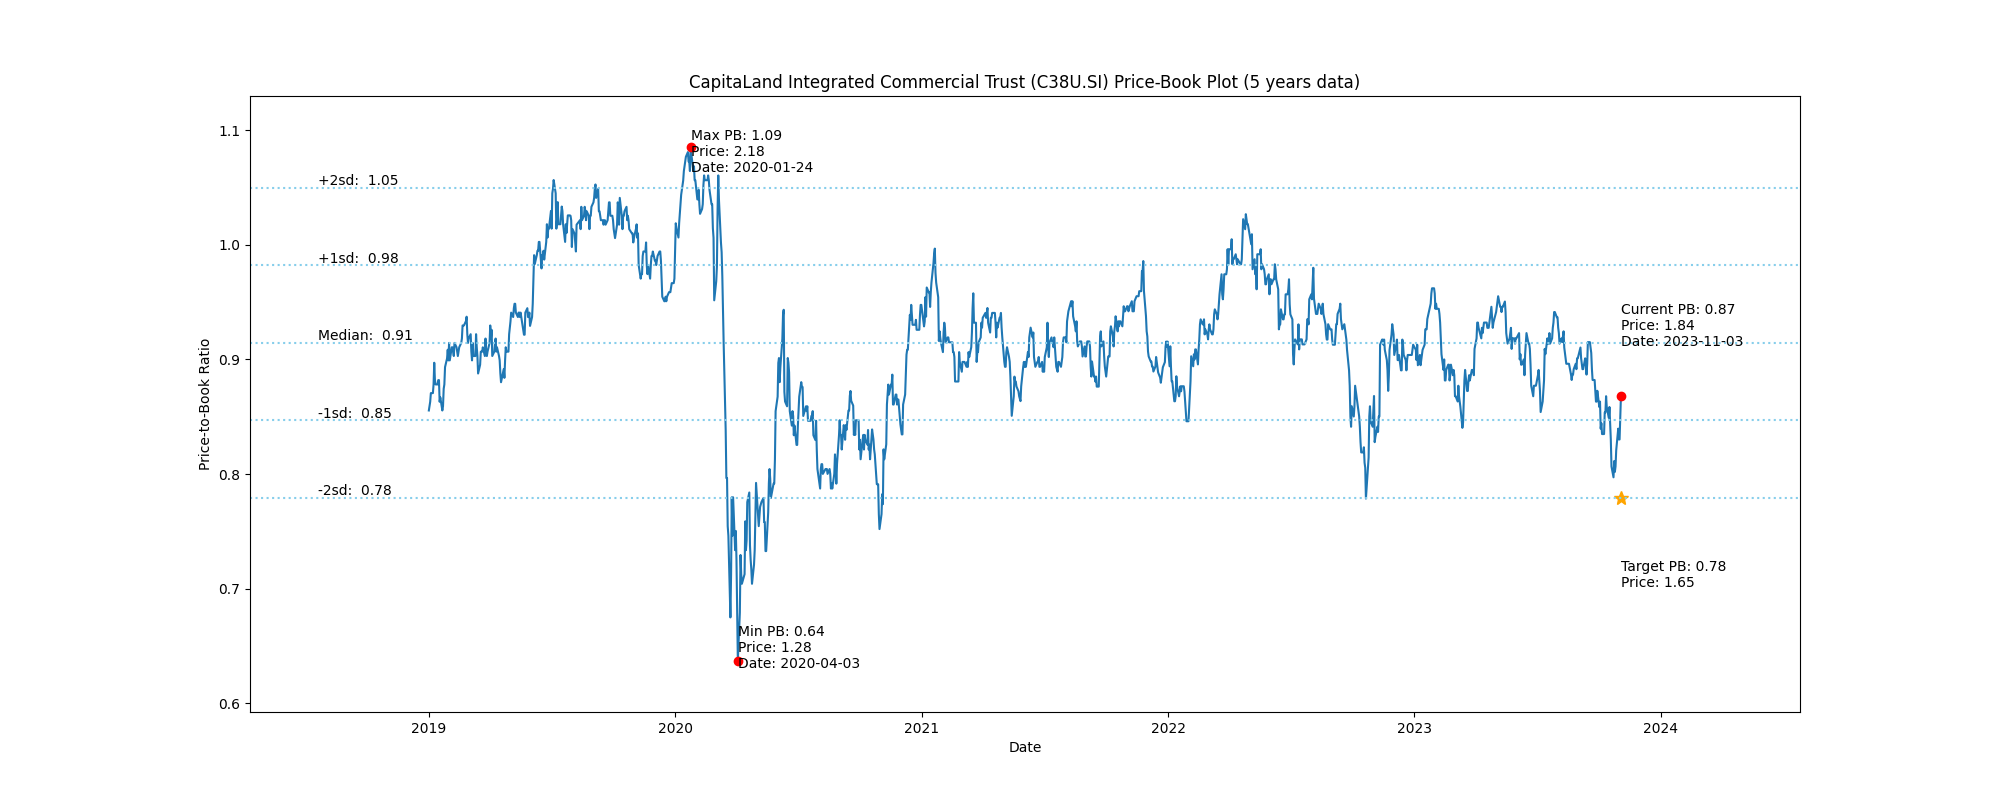 CapitaLand Integrated Commercial Trust (C38U.SI) Price-Book Plot (5 years data)
Price-to-Book Ratio
1.1
1.0
0.9
0.8
0.7
0.6
+2sd:  1.05
+1sd:  0.98
Median:  0.91
-1sd:  0.85
-2sd:  0.78
Max PB: 1.09
Price: 2.18
Date: 2020-01-24
Min PB: 0.64
Price: 1.28
Date: 2020-04-03
Current PB: 0.87
Price: 1.84
Date: 2023-11-03
Target PB: 0.78
Price: 1.65
2019
2020
2021
2022
2023
2024
Date